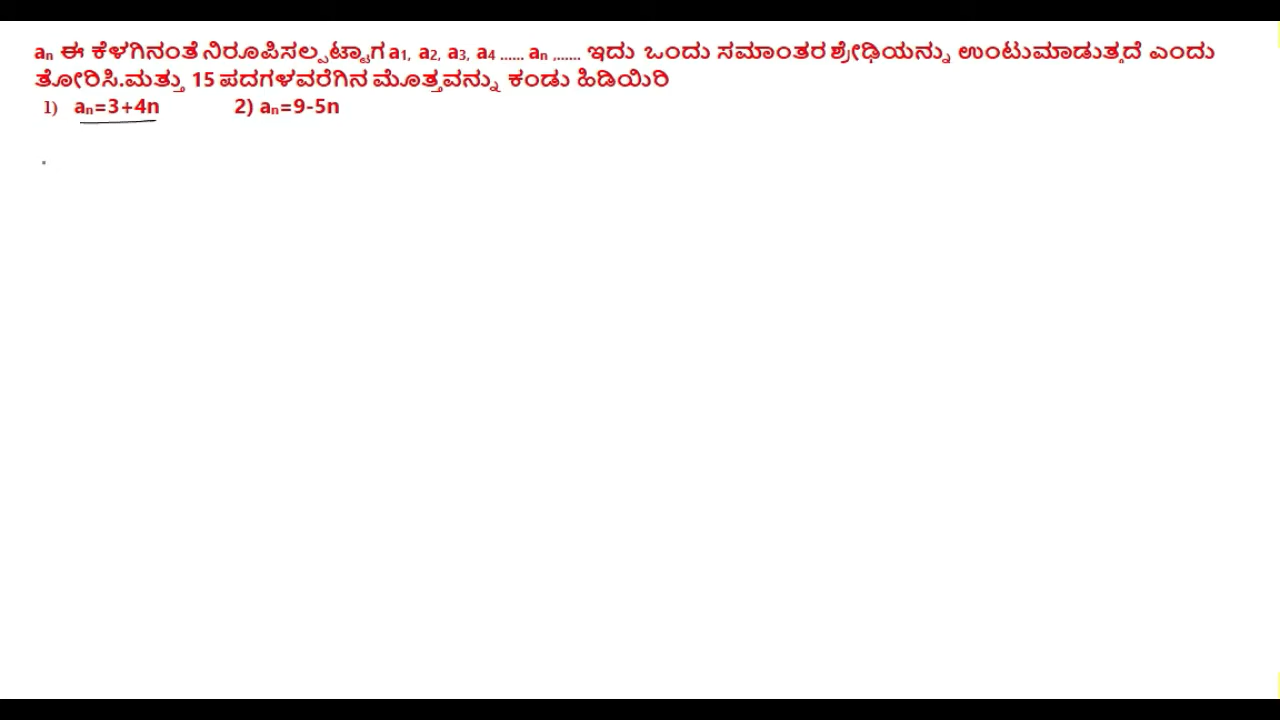 aₙ ಈ ಕೆಳಗಿನಂತೆ ನಿರೂಪಿಸಲ್ಪಟ್ಟಾಗ a₁, a₂, a₃, a₄ ...... aₙ ,...... ಇದು ಒಂದು ಸಮಾಂತರ ಶ್ರೇಢಿಯನ್ನು ಉಂಟುಮಾಡುತ್ತದೆ ಎಂದು
ತೋರಿಸಿ.ಮತ್ತು 15 ಪದಗಳವರೆಗಿನ ಮೊತ್ತವನ್ನು ಕಂಡು ಹಿಡಿಯಿರಿ
1) aₙ=3+4n 2) aₙ=9-5n